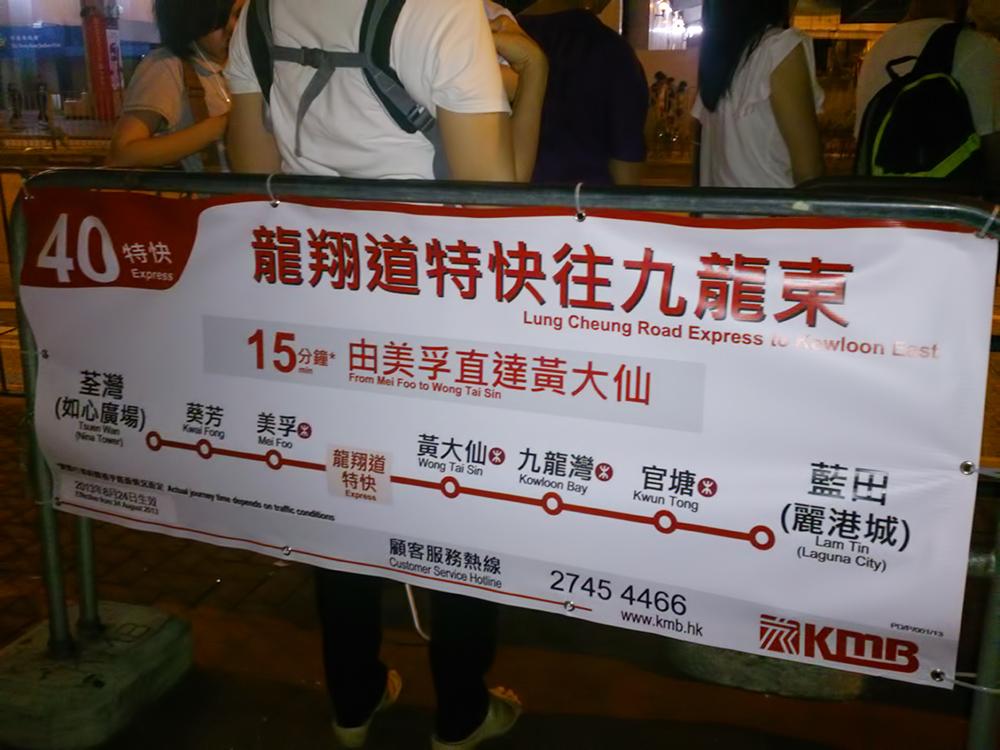 40 特快
Express
龍翔道特快往九龍東
Lung Cheung Road Express to Kowloon East
15分鐘*
min
由美孚直達黃大仙
From Mei Foo to Wong Tai Sin
荃灣
(如心廣場)
Tsuen Wan
(Nina Tower)
葵芳
Kwai Fong
美孚
Mei Foo
龍翔道
特快
Express
黃大仙
Wong Tai Sin
九龍灣
Kowloon Bay
官塘
Kwun Tong
藍田
(麗港城)
Lam Tin
(Laguna City)
Actual journey time depends on traffic conditions
2013年8月24日生效
Effective from 24 August 2013
顧客服務熱線
Customer Service Hotline
2745 4466
www.kmb.hk
KMB